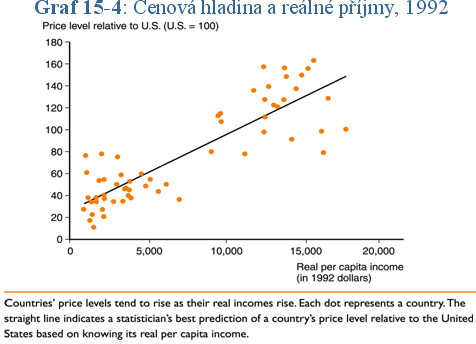 Graf 15-4: Cenová hladina a reálné příjmy, 1992
Price level relative to U.S. (U.S. = 100)
180
160
140
120
100
80
60
40
20
0
0 5,000 10,000 15,000 20,000
Real per capita income
(in 1992 dollars)
Countries' price levels tend to rise as their real incomes rise. Each dot represents a country. The
straight line indicates a statistician's best prediction of a country's price level relative to the United
States based on knowing its real per capita income.